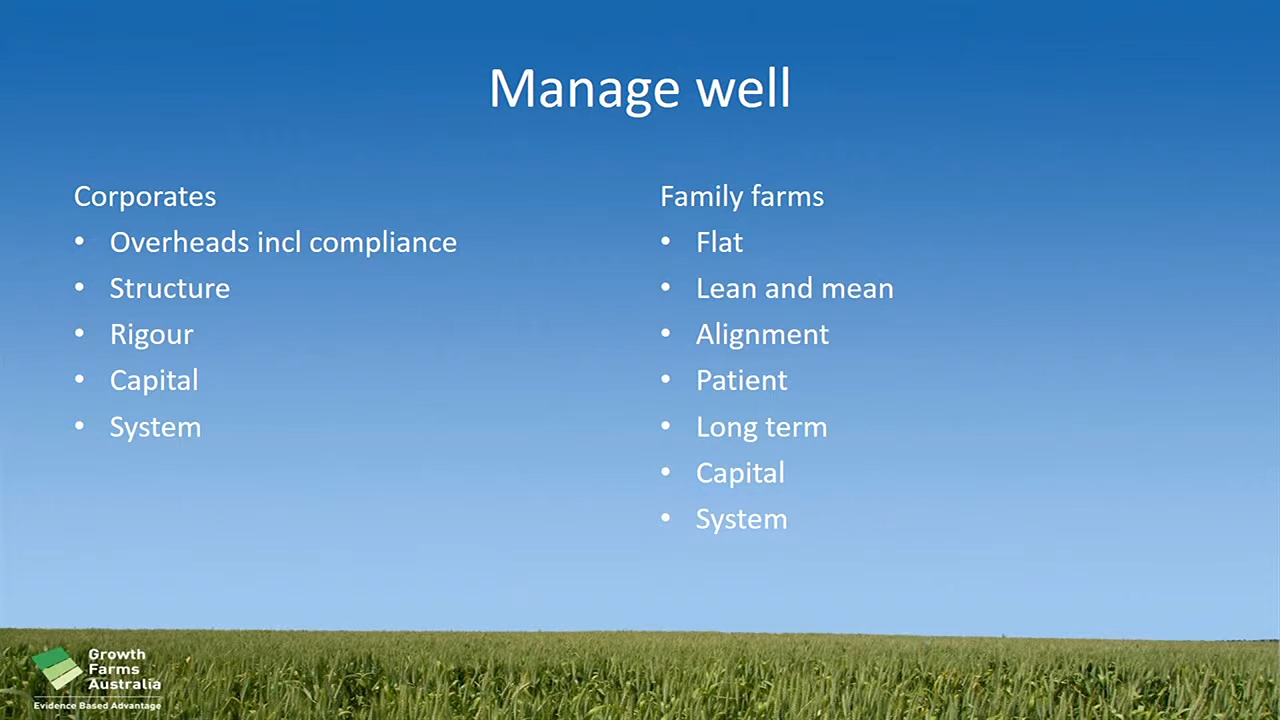 Manage well
Corporates
• Overheads incl compliance
• Structure
• Rigour
• Capital
• System
Family farms
• Flat
• Lean and mean
• Alignment
• Patient
• Long term
• Capital
• System
Growth
Farms
Australia
Evidence Based Advantage